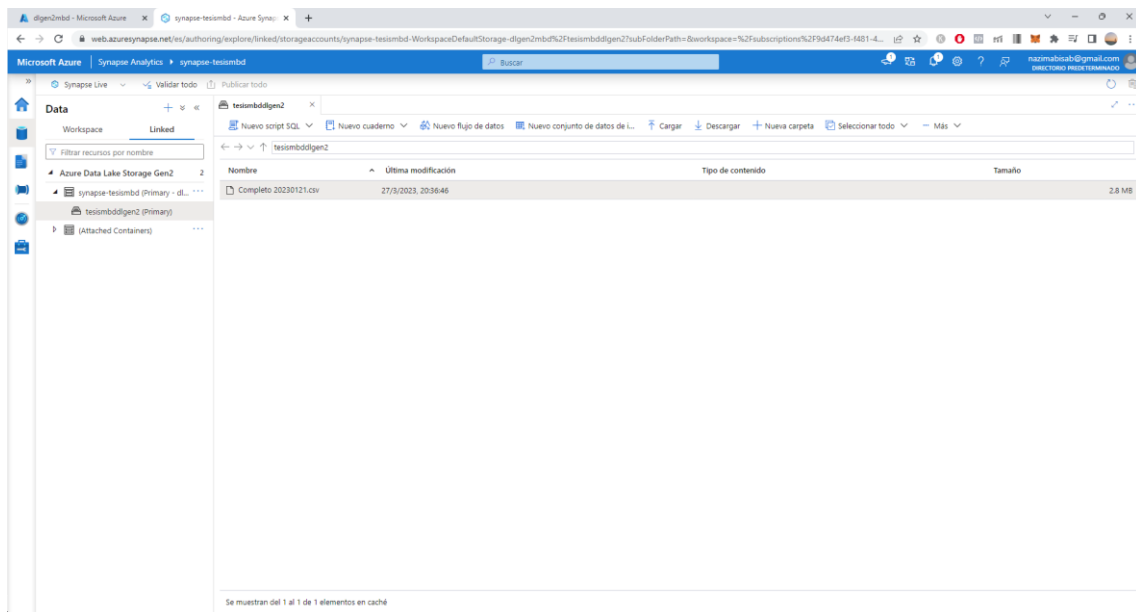 dlgen2mbd - Microsoft Azure
synapse-tesismbd - Azure Synap
web.azuresynapse.net/es/authoring/explore/linked/storageaccounts/synapse-tesismbd-WorkspaceDefaultStorage-dlgen2mbd%2Ftesismbddlgen2?subFolderPath=&workspace=%2Fsubscriptions%2F9d474ef3-f481-4...
Microsoft Azure | Synapse Analytics ▸ synapse-tesismbd
Buscar
nazimabisab@gmail.com
DIRECTORIO PREDETERMINADO
Synapse Live Validar todo Publicar todo
Data
Workspace Linked
Filtrar recursos por nombre
Azure Data Lake Storage Gen2 2
synapse-tesismbd (Primary - dl...
tesismbddlgen2 (Primary)
(Attached Containers)
tesismbddlgen2
Nuevo script SQL Nuevo cuaderno Nuevo flujo de datos Nuevo conjunto de datos de i... Cargar Descargar Nueva carpeta Seleccionar todo Más
tesismbddlgen2
Nombre Última modificación Tipo de contenido Tamaño
Completo 20230121.csv 27/3/2023, 20:36:46 2.8 MB
Se muestran del 1 al 1 de 1 elementos en caché